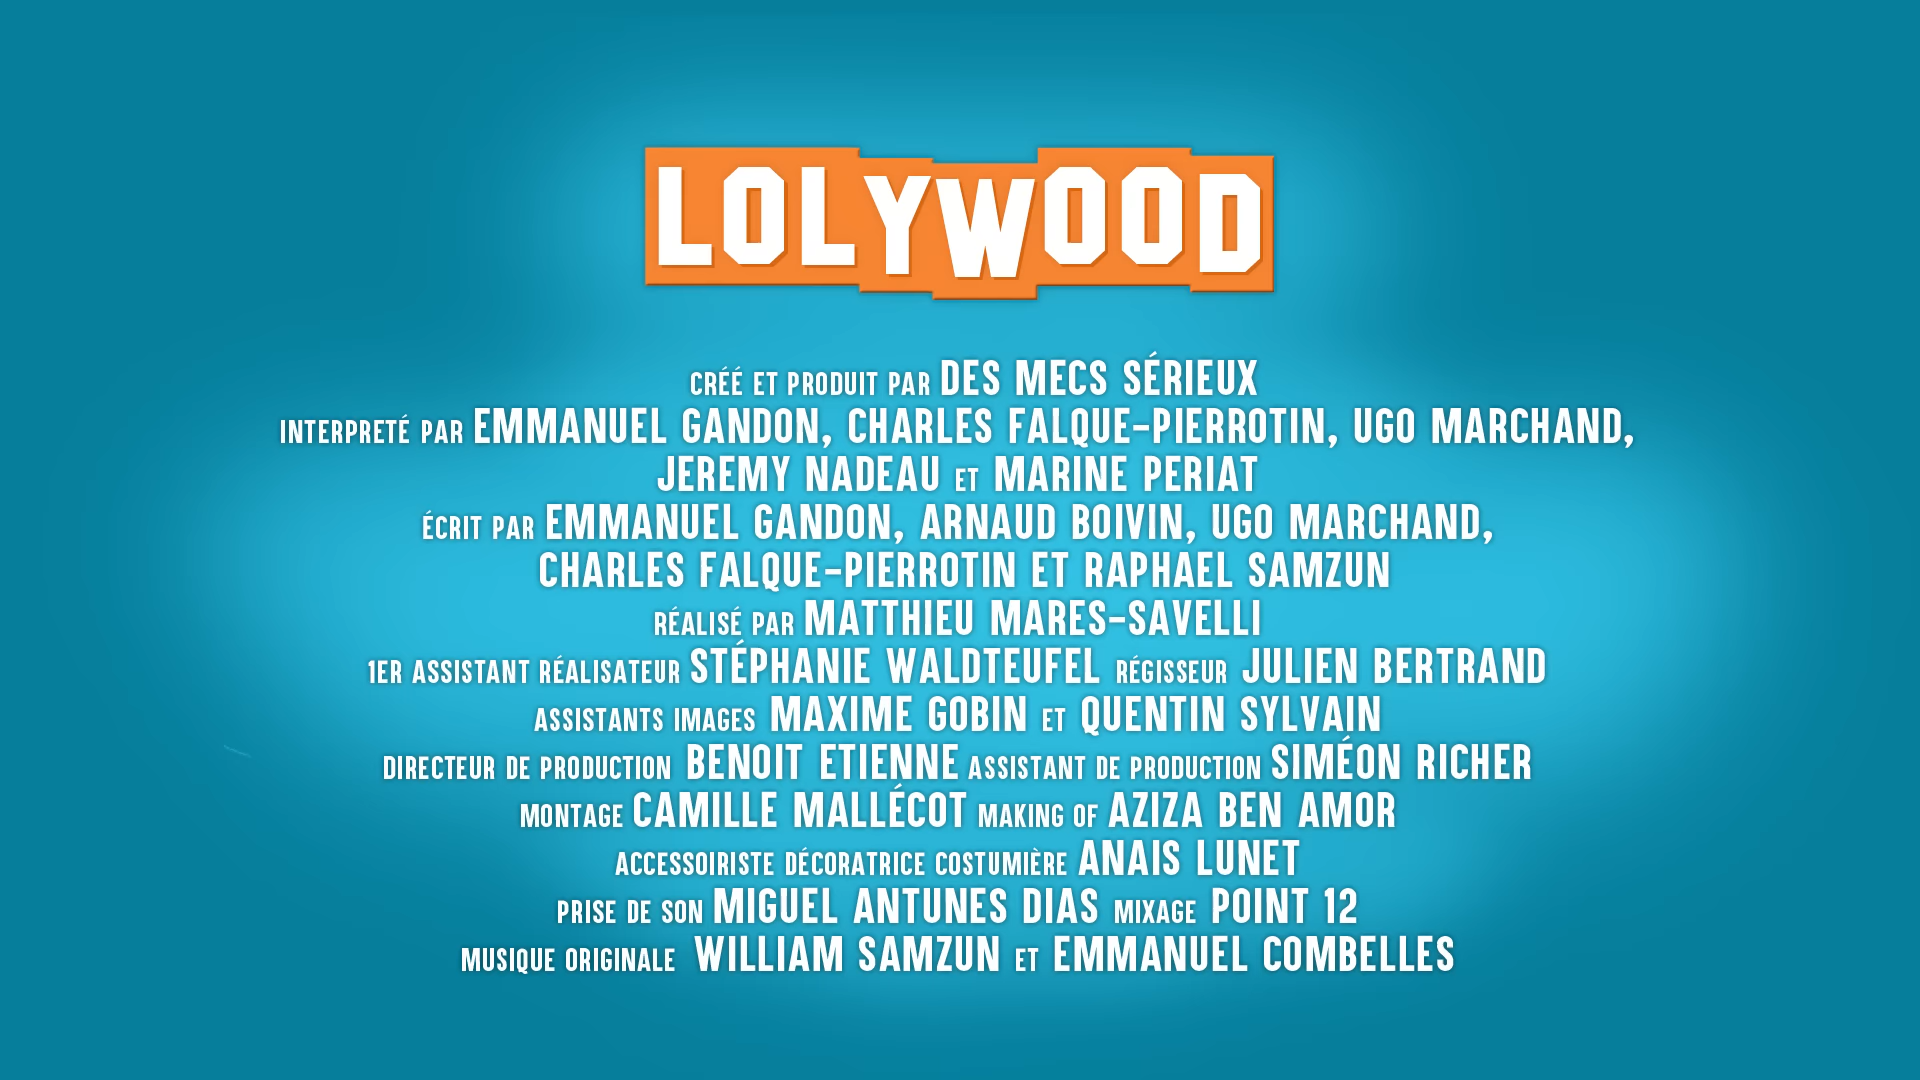 LOLYWOOD
CRÉÉ ET PRODUIT PAR DES MECS SÉRIEUX
INTERPRETÉ PAR EMMANUEL GANDON, CHARLES FALQUE-PIERROTIN, UGO MARCHAND,
JEREMY NADEAU ET MARINE PERIAT
ÉCRIT PAR EMMANUEL GANDON, ARNAUD BOIVIN, UGO MARCHAND,
CHARLES FALQUE-PIERROTIN ET RAPHAEL SAMZUN
RÉALISÉ PAR MATTHIEU MARES-SAVELLI
1ER ASSISTANT RÉALISATEUR STÉPHANIE WALDTEUFEL RÉGISSEUR JULIEN BERTRAND
ASSISTANTS IMAGES MAXIME GOBIN ET QUENTIN SYLVAIN
DIRECTEUR DE PRODUCTION BENOIT ETIENNE ASSISTANT DE PRODUCTION SIMÉON RICHER
MONTAGE CAMILLE MALLÉCOT MAKING OF AZIZA BEN AMOR
ACCESSOIRISTE DÉCORATRICE COSTUMIÈRE ANAIS LUNET
PRISE DE SON MIGUEL ANTUNES DIAS MIXAGE POINT 12
MUSIQUE ORIGINALE WILLIAM SAMZUN ET EMMANUEL COMBELLES